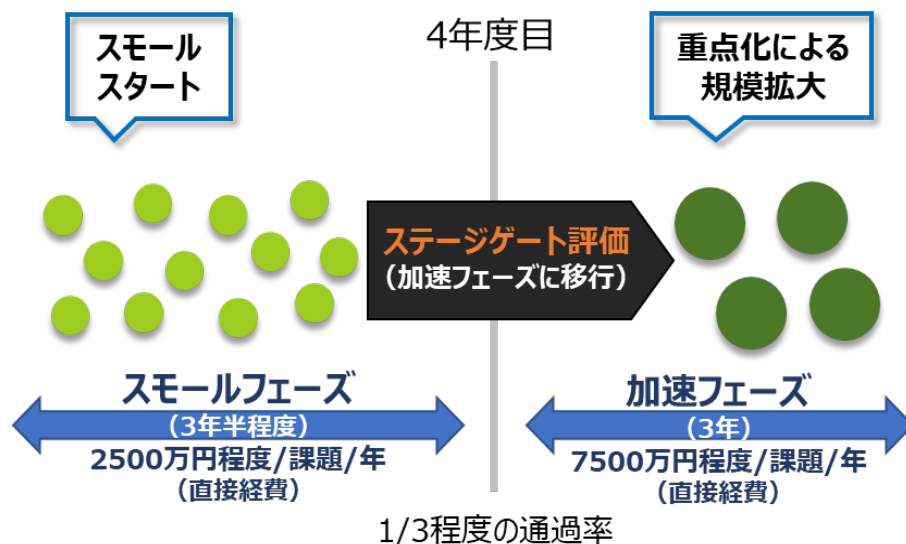 スモール
スタート
4年度目
重点化による
規模拡大
ステージゲート評価
(加速フェーズに移行)
スモールフェーズ
(3年半程度)
2500万円程度/課題/年
(直接経費)
加速フェーズ
(3年)
7500万円程度/課題/年
(直接経費)
1/3程度の通過率